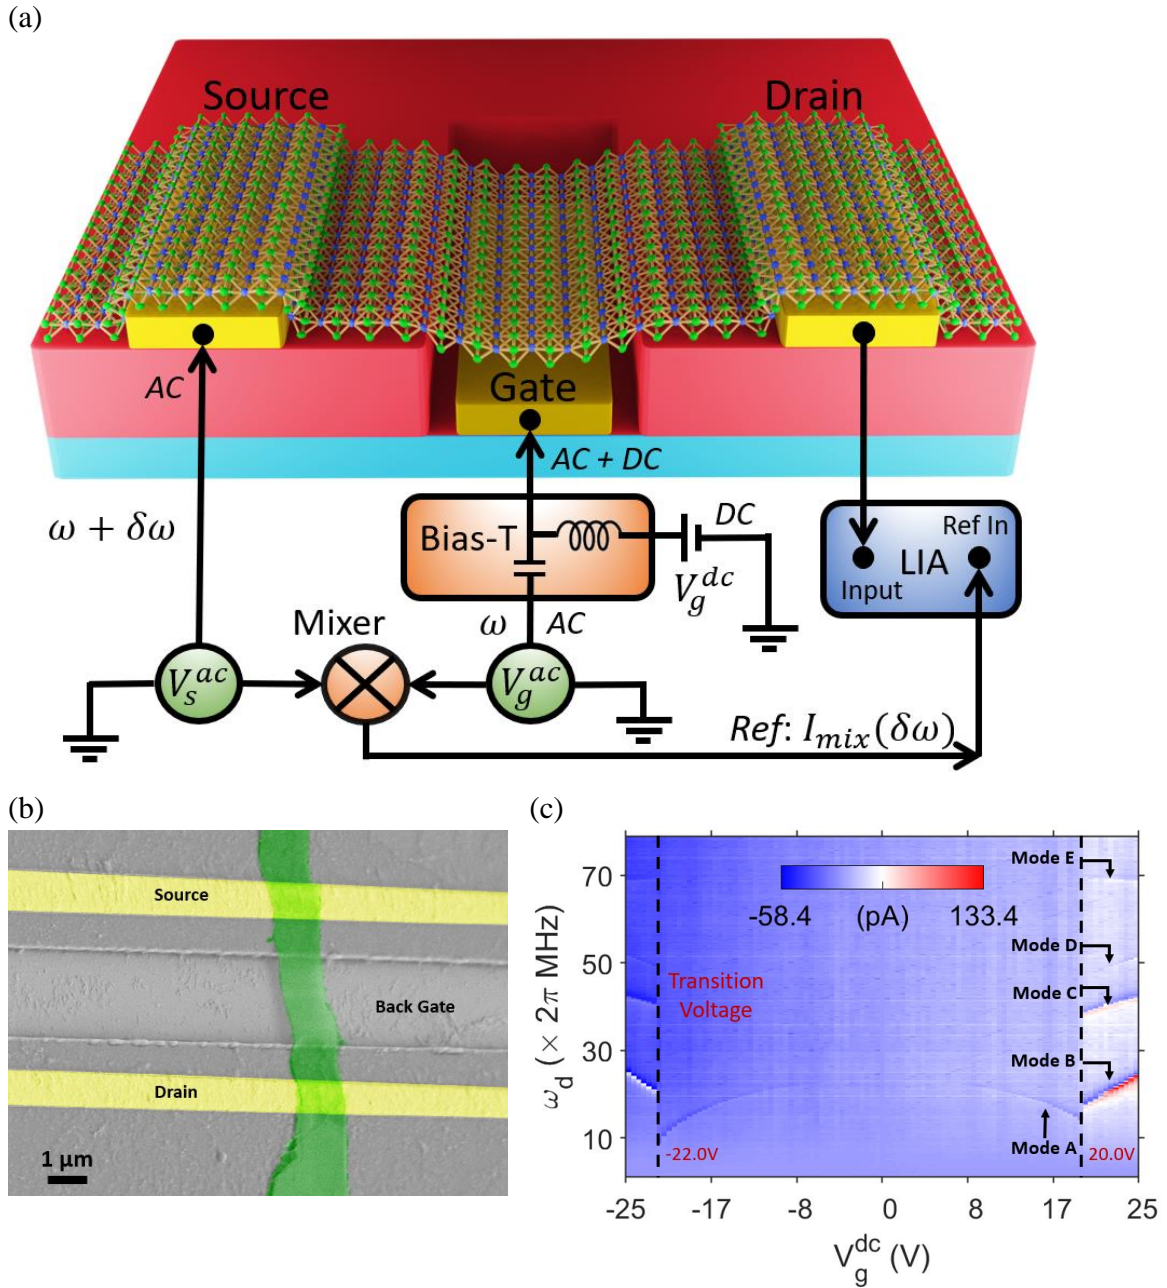 (a)
Source
Drain
Gate
AC
AC + DC
ω + δω
Bias-T
DC
V_g^{dc}
Ref In
LIA
Input
Mixer
ω
AC
V_s^{ac}
V_g^{ac}
Ref: I_{mix}(δω)
(b)
Source
Back Gate
Drain
1 μm
(c)
70
50
30
10
ω_d (× 2π MHz)
-58.4 (pA) 133.4
Transition
Voltage
Mode E
Mode D
Mode C
Mode B
Mode A
-22.0V
20.0V
-25 -17 -8 0 8 17 25
V_g^{dc} (V)